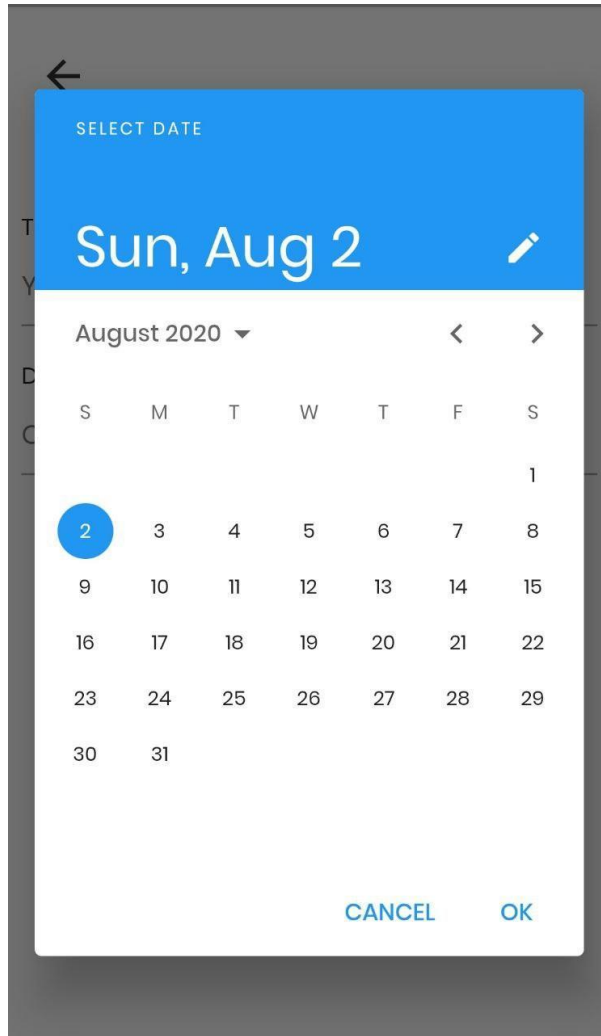 SELECT DATE
Sun, Aug 2
August 2020
S M T W T F S
1
2 3 4 5 6 7 8
9 10 11 12 13 14 15
16 17 18 19 20 21 22
23 24 25 26 27 28 29
30 31
CANCEL OK